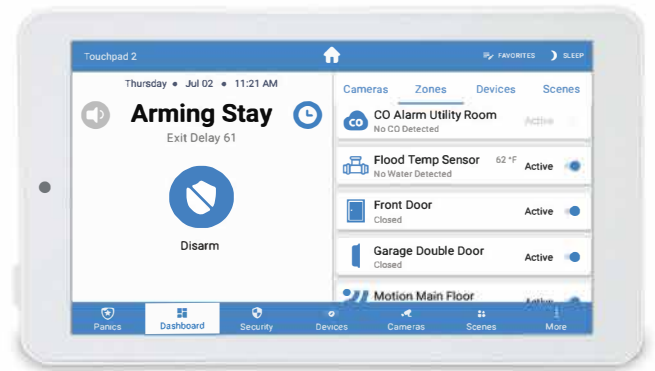 Touchpad 2
FAVORITES
SLEEP
Thursday • Jul 02 • 11:21 AM
Arming Stay
Exit Delay 61
Disarm
Cameras Zones Devices Scenes
CO
CO Alarm Utility Room
No CO Detected
Active
Flood Temp Sensor 62 °F
No Water Detected
Active
Front Door
Closed
Active
Garage Double Door
Closed
Active
Motion Main Floor
Active
Panics Dashboard Security Devices Cameras Scenes More